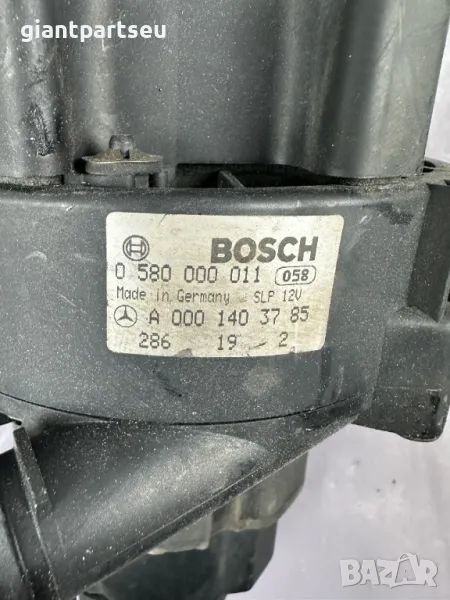 giantpartseu
BOSCH
0 580 000 011 058
Made in Germany SLP 12V
A 000 140 37 85
286 19 - 2
BAZAR